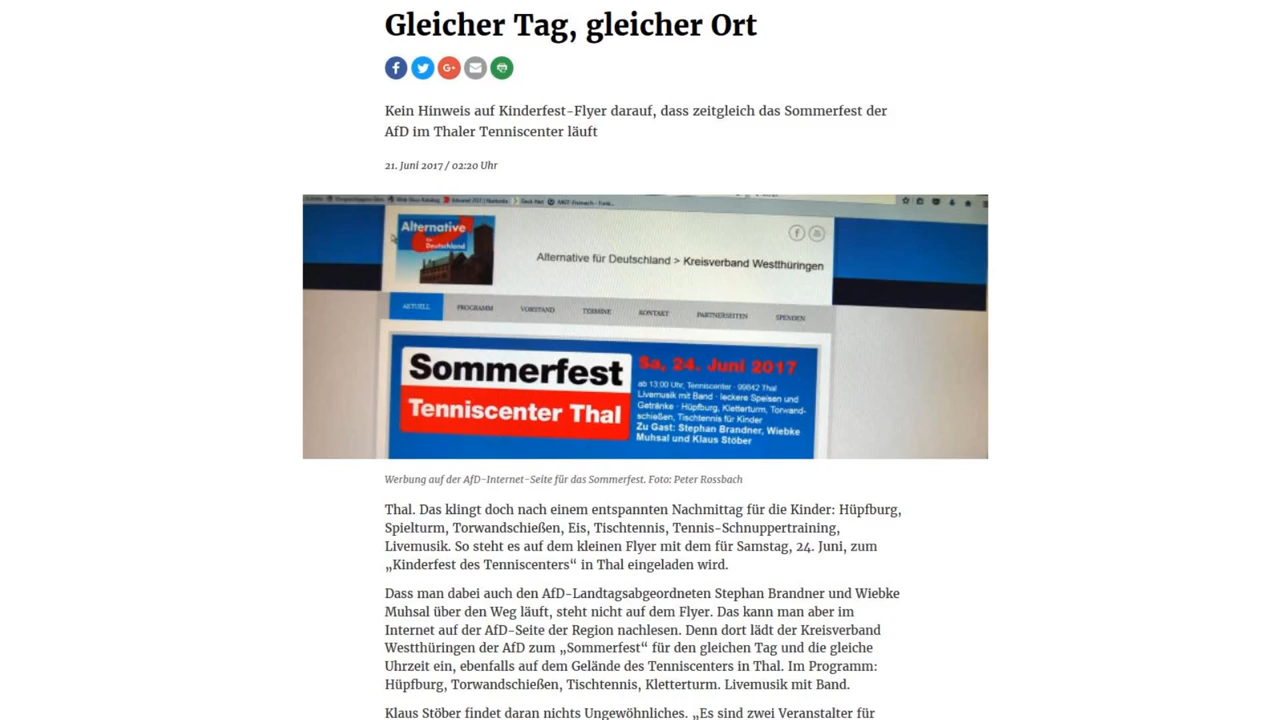 Gleicher Tag, gleicher Ort
Kein Hinweis auf Kinderfest-Flyer darauf, dass zeitgleich das Sommerfest der
AfD im Thaler Tenniscenter läuft
21. Juni 2017 / 02:20 Uhr
Alternative
für
Deutschland
Alternative für Deutschland > Kreisverband Westthüringen
AKTUELL PROGRAMM VORSTAND TERMINE KONTAKT PARTNERSEITEN SPENDEN
Sommerfest
Tenniscenter Thal
Sa, 24. Juni 2017
ab 13:00 Uhr, Tenniscenter · 99842 Thal
Livemusik mit Band · leckere Speisen und
Getränke · Hüpfburg, Kletterturm, Torwand-
schießen, Tischtennis für Kinder
Zu Gast: Stephan Brandner, Wiebke
Muhsal und Klaus Stöber
Werbung auf der AfD-Internet-Seite für das Sommerfest. Foto: Peter Rossbach
Thal. Das klingt doch nach einem entspannten Nachmittag für die Kinder: Hüpfburg,
Spielturm, Torwandschießen, Eis, Tischtennis, Tennis-Schnuppertraining,
Livemusik. So steht es auf dem kleinen Flyer mit dem für Samstag, 24. Juni, zum
„Kinderfest des Tenniscenters“ in Thal eingeladen wird.
Dass man dabei auch den AfD-Landtagsabgeordneten Stephan Brandner und Wiebke
Muhsal über den Weg läuft, steht nicht auf dem Flyer. Das kann man aber im
Internet auf der AfD-Seite der Region nachlesen. Denn dort lädt der Kreisverband
Westthüringen der AfD zum „Sommerfest“ für den gleichen Tag und die gleiche
Uhrzeit ein, ebenfalls auf dem Gelände des Tenniscenters in Thal. Im Programm:
Hüpfburg, Torwandschießen, Tischtennis, Kletterturm. Livemusik mit Band.
Klaus Stöber findet daran nichts Ungewöhnliches. „Es sind zwei Veranstalter für